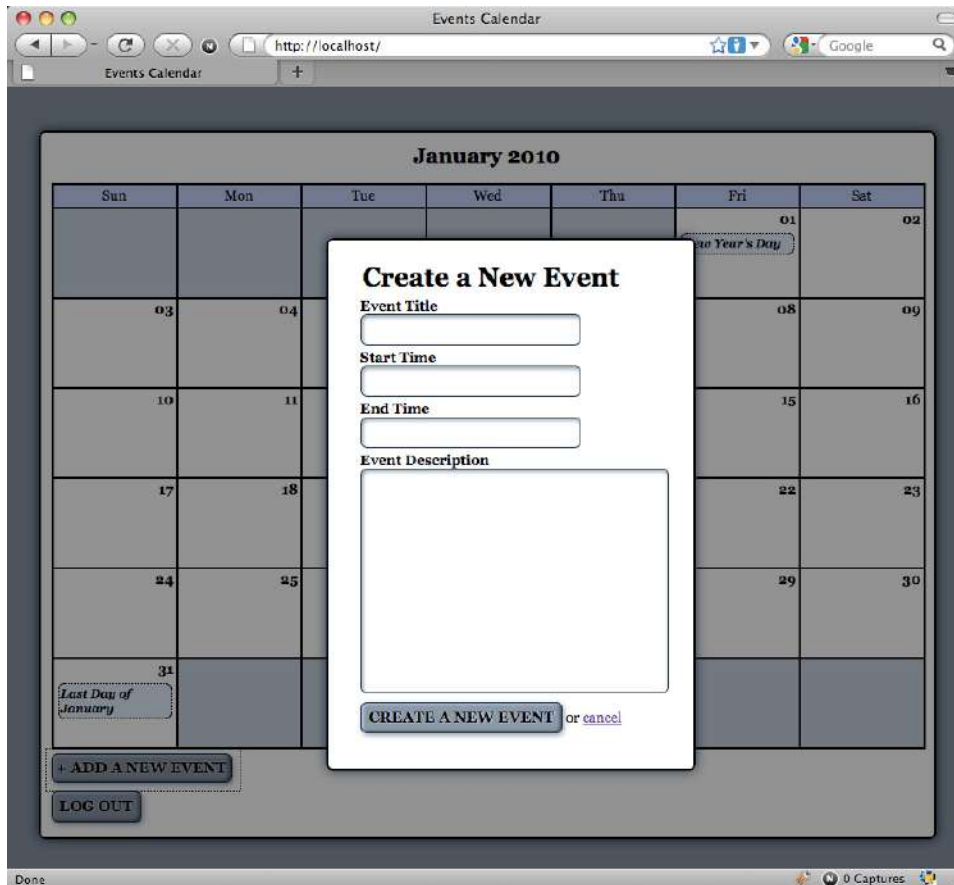 Events Calendar
http://localhost/
Google
Events Calendar
+
January 2010
Sun Mon Tue Wed Thu Fri Sat
01 02
Year's Day
Create a New Event
Event Title
03 04 08 09
Start Time
10 11 15 16
End Time
Event Description
17 18 22 23
24 25 29 30
31
Last Day of
January
CREATE A NEW EVENT or cancel
+ ADD A NEW EVENT
LOG OUT
Done 0 Captures